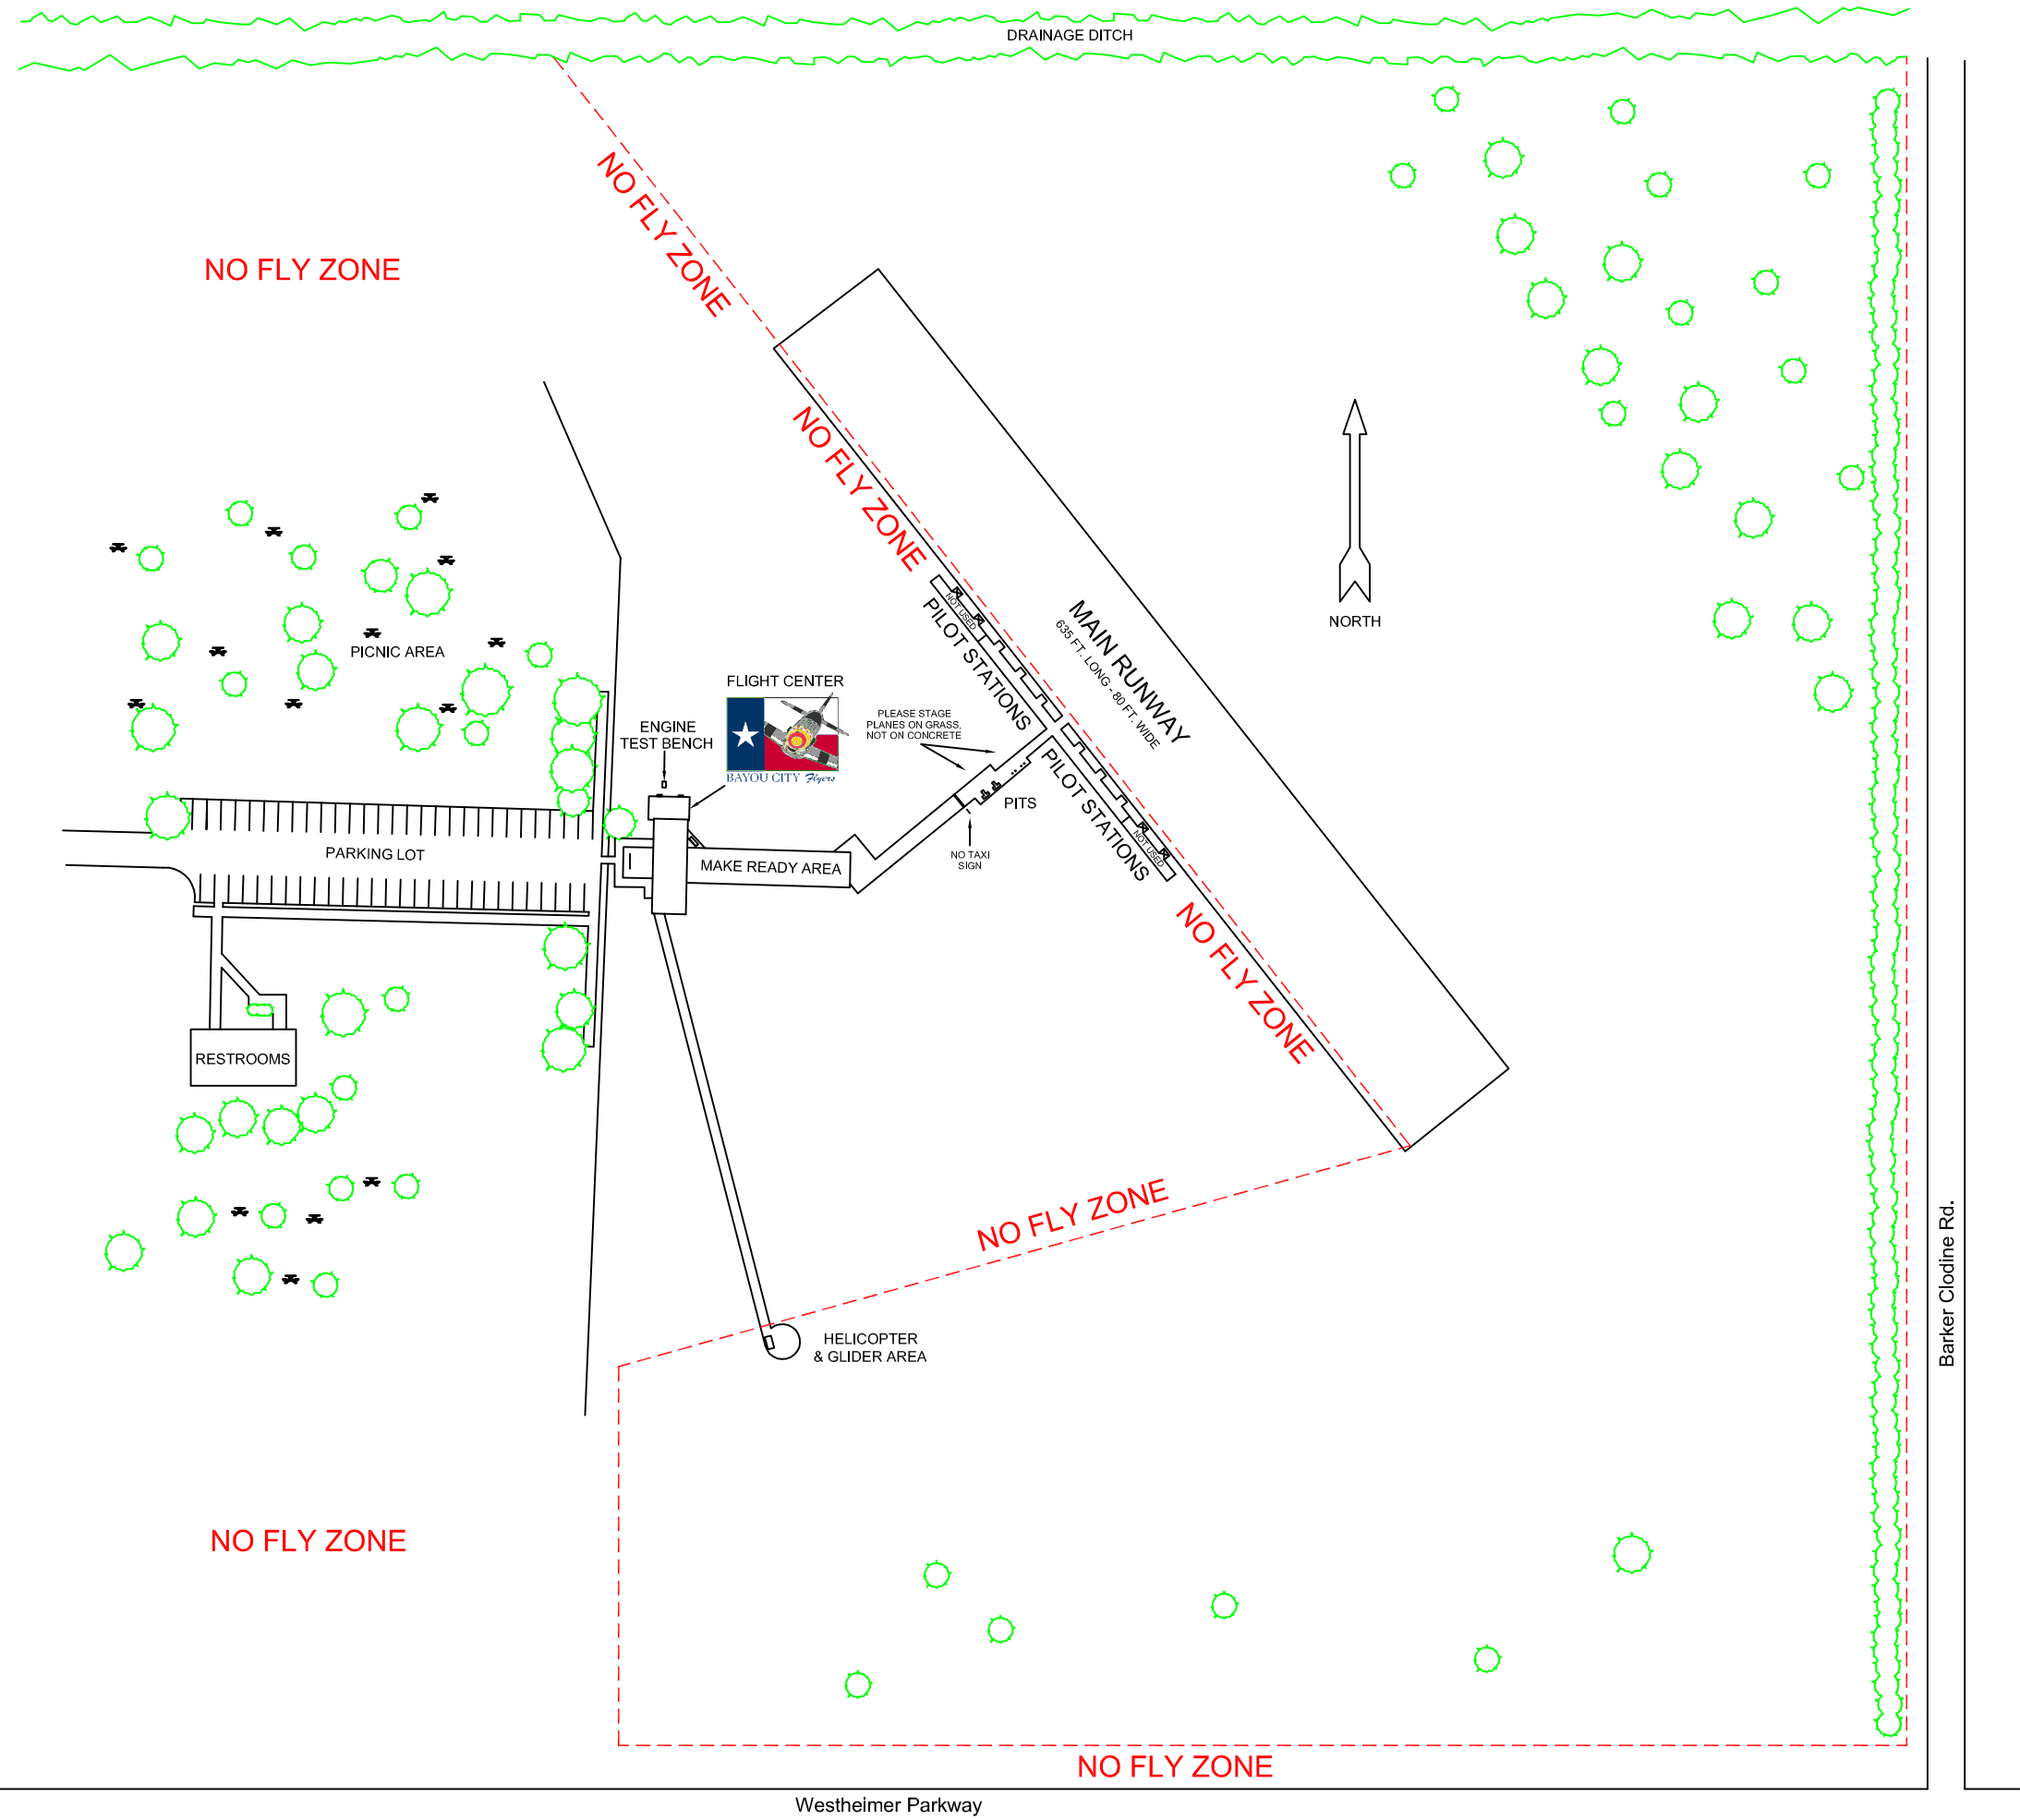 DRAINAGE DITCH
NO FLY ZONE
NO FLY ZONE
NO FLY ZONE
NORTH
MAIN RUNWAY
635 FT. LONG - 80 FT. WIDE
NOT USED
PILOT STATIONS
PICNIC AREA
FLIGHT CENTER
BAYOU CITY Flyers
ENGINE
TEST BENCH
PLEASE STAGE
PLANES ON GRASS,
NOT ON CONCRETE
PITS
PILOT STATIONS
NOT USED
NO TAXI
SIGN
PARKING LOT
MAKE READY AREA
NO FLY ZONE
RESTROOMS
NO FLY ZONE
HELICOPTER
& GLIDER AREA
Barker Clodine Rd.
NO FLY ZONE
NO FLY ZONE
Westheimer Parkway